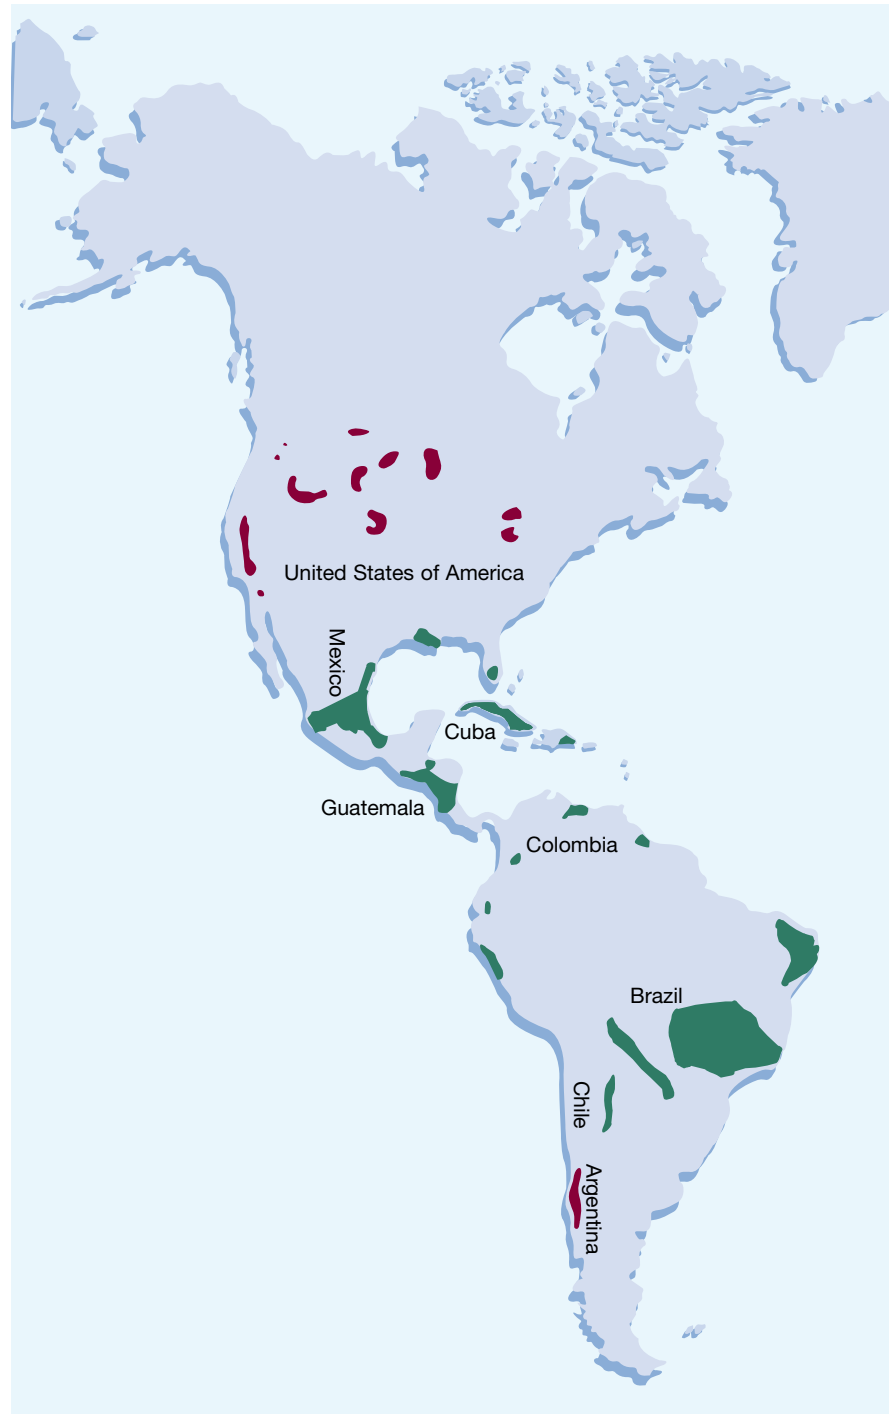 United States of America
Mexico
Cuba
Guatemala
Colombia
Brazil
Chile
Argentina